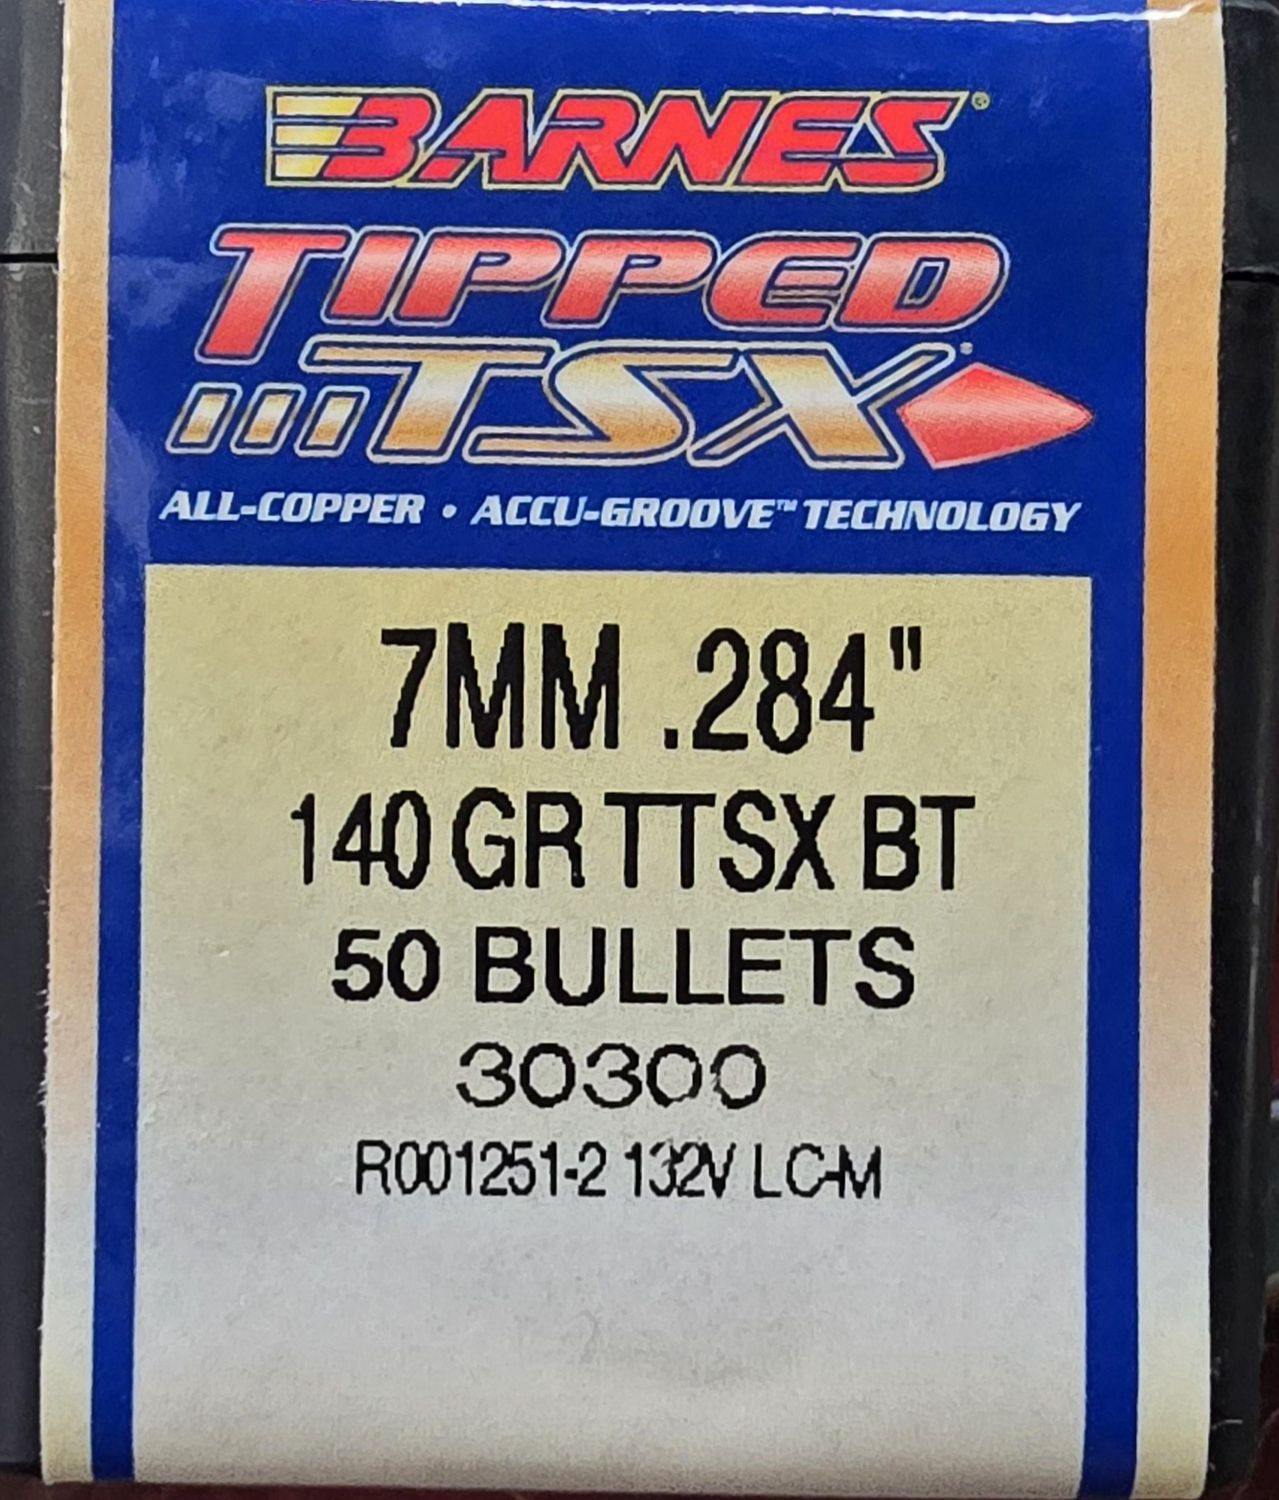 BARNES®
TIPPED
TSX®
ALL-COPPER • ACCU-GROOVE™ TECHNOLOGY
7MM .284"
140 GR TTSX BT
50 BULLETS
30300
R001251-2 132V LC-M